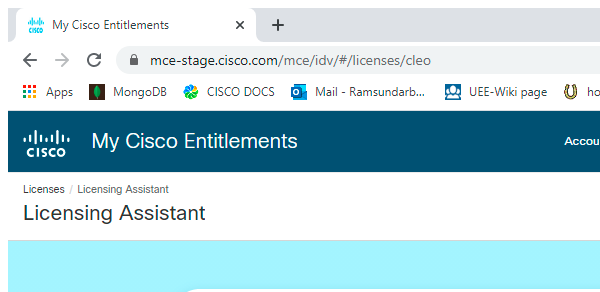 My Cisco Entitlements
mce-stage.cisco.com/mce/idv/#/licenses/cleo
Apps MongoDB CISCO DOCS Mail - Ramsundarb... UEE-Wiki page ho
CISCO My Cisco Entitlements Accou
Licenses / Licensing Assistant
Licensing Assistant